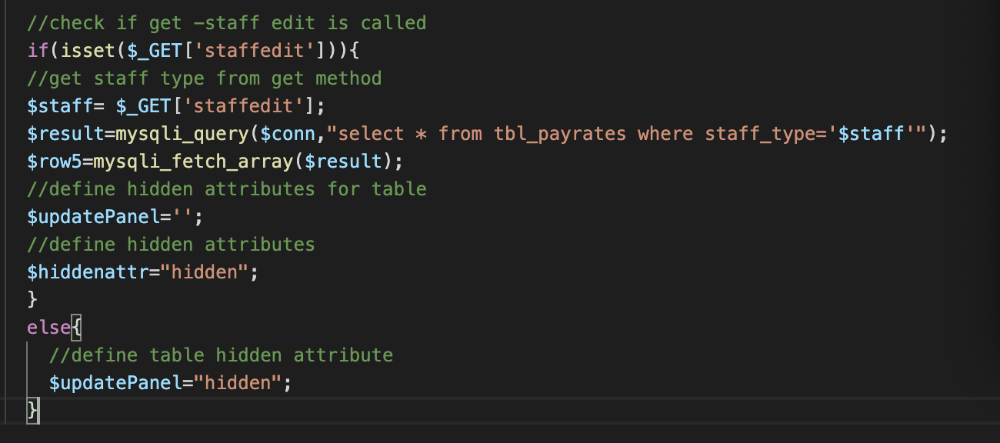 //check if get -staff edit is called
if(isset($_GET['staffedit'])){
//get staff type from get method
$staff= $_GET['staffedit'];
$result=mysqli_query($conn,"select * from tbl_payrates where staff_type='$staff'");
$row5=mysqli_fetch_array($result);
//define hidden attributes for table
$updatePanel='';
//define hidden attributes
$hiddenattr="hidden";
}
else{
  //define table hidden attribute
  $updatePanel="hidden";
}